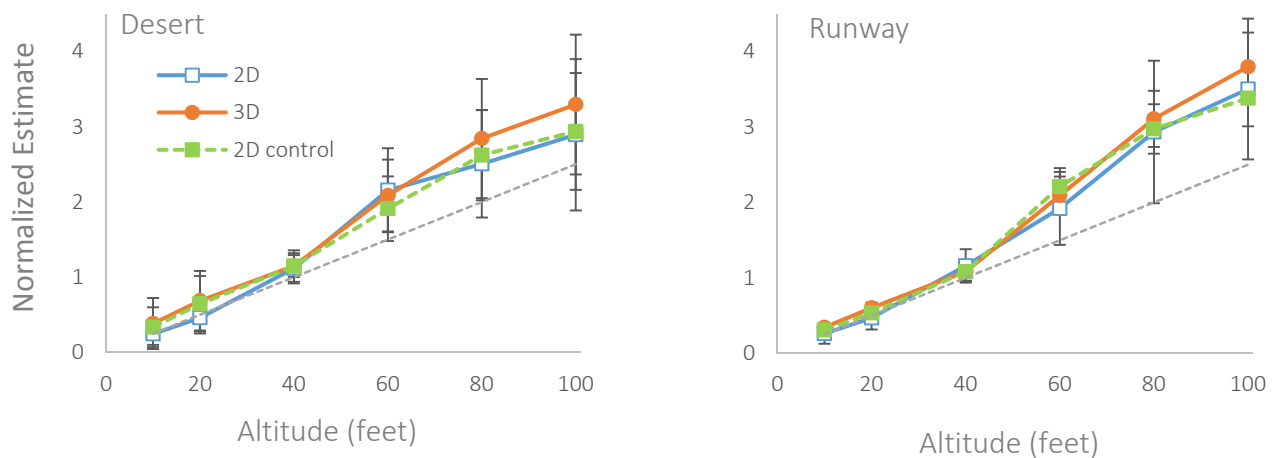 Desert
Normalized Estimate
4
3
2
1
0
2D
3D
2D control
0 20 40 60 80 100
Altitude (feet)
Runway
4
3
2
1
0
0 20 40 60 80 100
Altitude (feet)